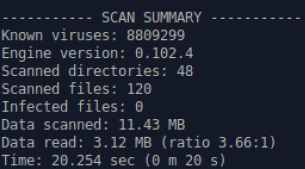 ----------- SCAN SUMMARY -----------
Known viruses: 8809299
Engine version: 0.102.4
Scanned directories: 48
Scanned files: 120
Infected files: 0
Data scanned: 11.43 MB
Data read: 3.12 MB (ratio 3.66:1)
Time: 20.254 sec (0 m 20 s)